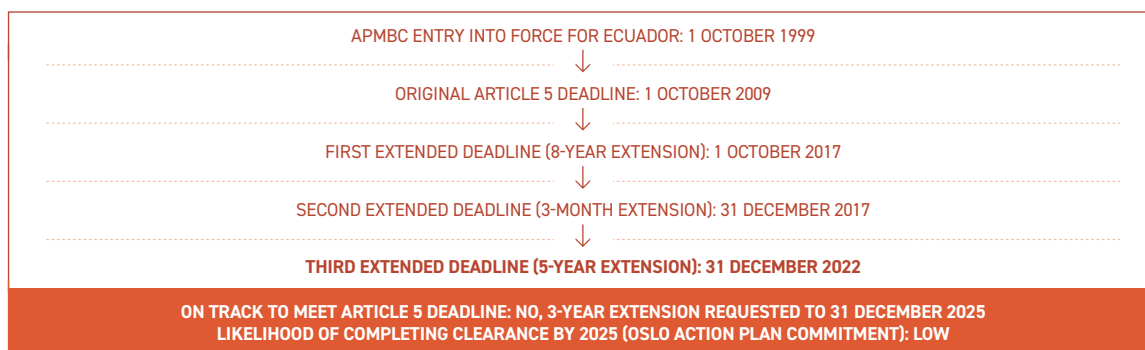 APMBC ENTRY INTO FORCE FOR ECUADOR: 1 OCTOBER 1999
ORIGINAL ARTICLE 5 DEADLINE: 1 OCTOBER 2009
FIRST EXTENDED DEADLINE (8-YEAR EXTENSION): 1 OCTOBER 2017
SECOND EXTENDED DEADLINE (3-MONTH EXTENSION): 31 DECEMBER 2017
THIRD EXTENDED DEADLINE (5-YEAR EXTENSION): 31 DECEMBER 2022
ON TRACK TO MEET ARTICLE 5 DEADLINE: NO, 3-YEAR EXTENSION REQUESTED TO 31 DECEMBER 2025
LIKELIHOOD OF COMPLETING CLEARANCE BY 2025 (OSLO ACTION PLAN COMMITMENT): LOW